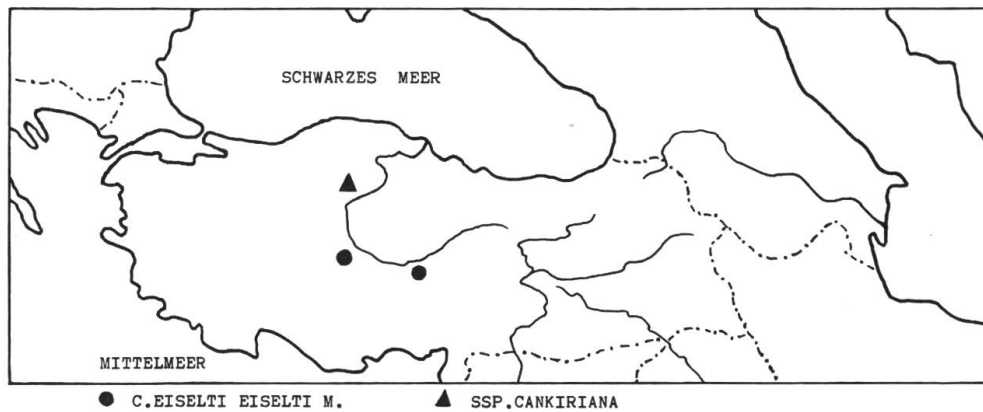 SCHWARZES MEER
MITTELMEER
C.EISELTI EISELTI M. SSP.CANKIRIANA